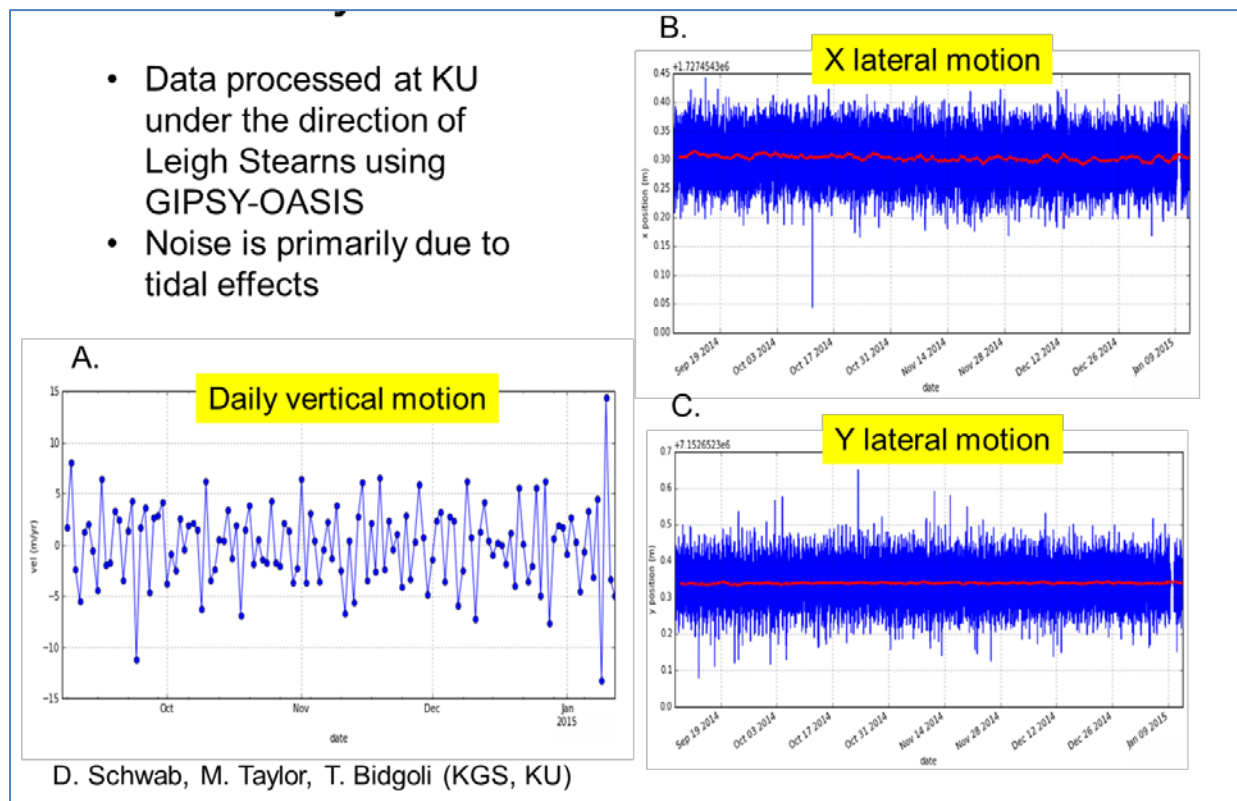 • Data processed at KU
under the direction of
Leigh Stearns using
GIPSY-OASIS
• Noise is primarily due to
tidal effects
A.
Daily vertical motion
15
10
5
0
−5
−10
−15
vel (m/yr)
Oct
Nov
Dec
Jan
2015
date
D. Schwab, M. Taylor, T. Bidgoli (KGS, KU)
B.
X lateral motion
+1.7274543e6
0.45
0.40
0.35
0.30
0.25
0.20
0.15
0.10
0.05
0.00
x position (m)
Sep 19 2014
Oct 03 2014
Oct 17 2014
Oct 31 2014
Nov 14 2014
Nov 28 2014
Dec 12 2014
Dec 26 2014
Jan 09 2015
date
C.
Y lateral motion
+7.1526523e6
0.7
0.6
0.5
0.4
0.3
0.2
0.1
0.0
y position (m)
Sep 19 2014
Oct 03 2014
Oct 17 2014
Oct 31 2014
Nov 14 2014
Nov 28 2014
Dec 12 2014
Dec 26 2014
Jan 09 2015
date